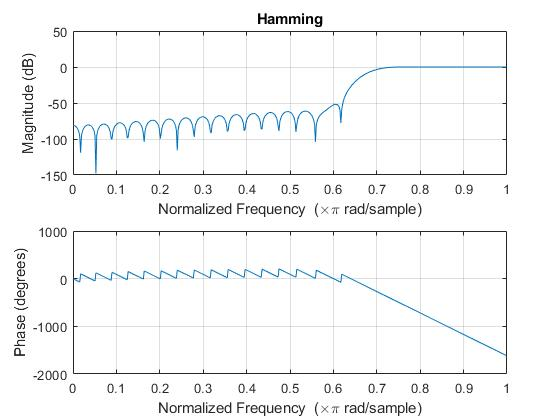 Hamming
Magnitude (dB)
50
0
-50
-100
-150
0 0.1 0.2 0.3 0.4 0.5 0.6 0.7 0.8 0.9 1
Normalized Frequency (×π rad/sample)
Phase (degrees)
1000
0
-1000
-2000
0 0.1 0.2 0.3 0.4 0.5 0.6 0.7 0.8 0.9 1
Normalized Frequency (×π rad/sample)